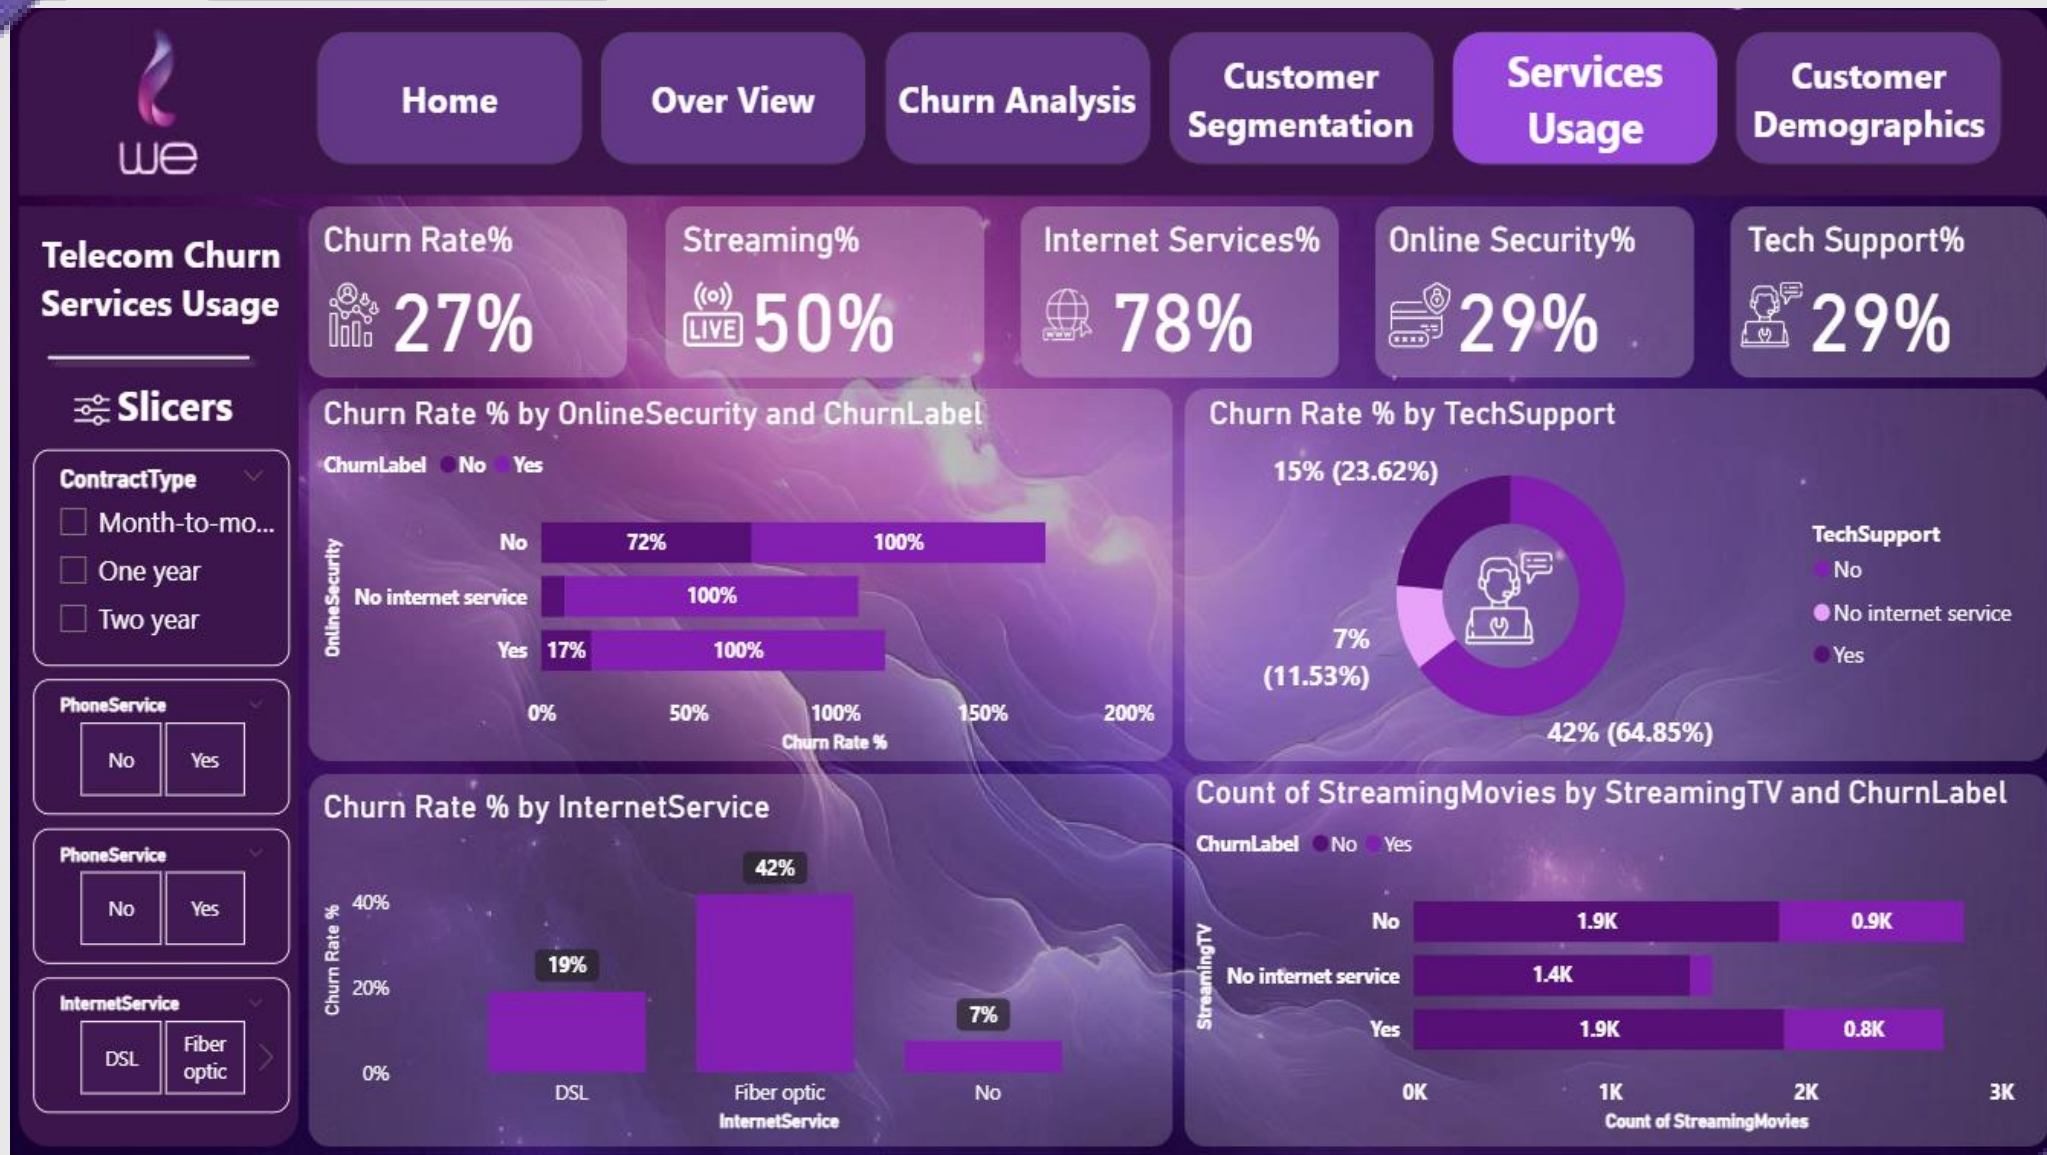 we
Home
Over View
Churn Analysis
Customer
Segmentation
Services
Usage
Customer
Demographics
Telecom Churn
Services Usage
Slicers
ContractType
Month-to-mo...
One year
Two year
PhoneService
No
Yes
PhoneService
No
Yes
InternetService
DSL
Fiber
optic
Churn Rate%
27%
Streaming%
LIVE
50%
Internet Services%
www
78%
Online Security%
29%
Tech Support%
29%
Churn Rate % by OnlineSecurity and ChurnLabel
ChurnLabel No Yes
OnlineSecurity
No 72% 100%
No internet service 100%
Yes 17% 100%
0% 50% 100% 150% 200%
Churn Rate %
Churn Rate % by TechSupport
15% (23.62%)
7%
(11.53%)
42% (64.85%)
TechSupport
No
No internet service
Yes
Churn Rate % by InternetService
Churn Rate %
40%
20%
0%
19%
42%
7%
DSL Fiber optic No
InternetService
Count of StreamingMovies by StreamingTV and ChurnLabel
ChurnLabel No Yes
StreamingTV
No 1.9K 0.9K
No internet service 1.4K
Yes 1.9K 0.8K
0K 1K 2K 3K
Count of StreamingMovies